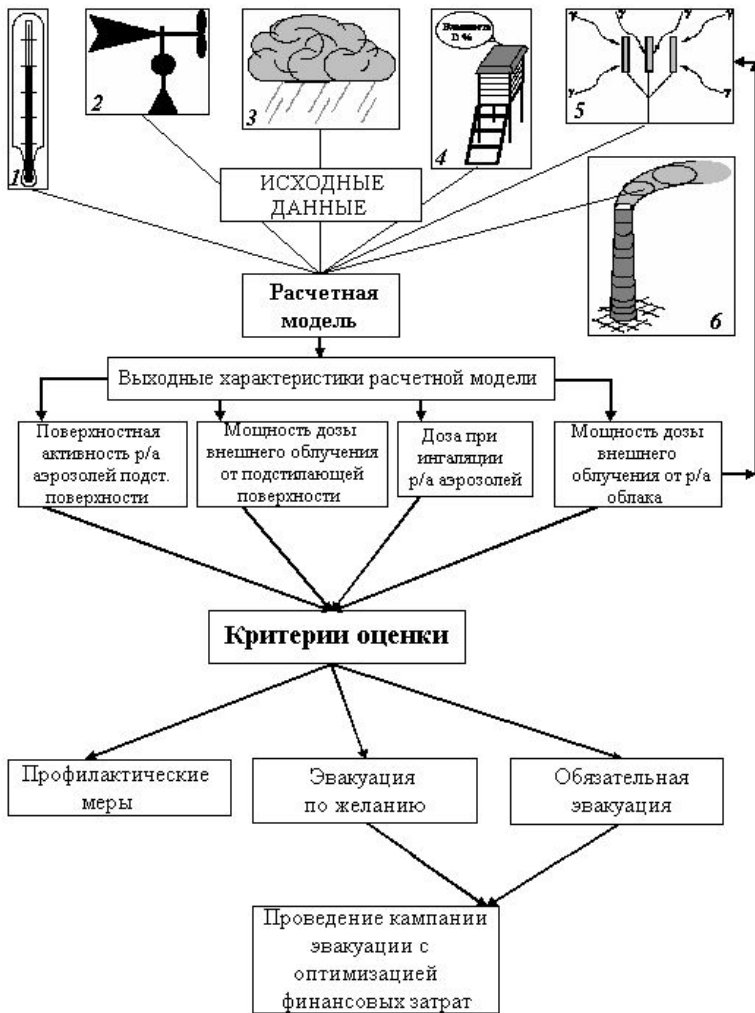 1
2
3
Влажность
D %
4
γ γ γ γ
γ γ
5
6
ИСХОДНЫЕ
ДАННЫЕ
Расчетная
модель
Выходные характеристики расчетной модели
Поверхностная
активность р/а
аэрозолей подст.
поверхности
Мощность дозы
внешнего облучения
от подстилающей
поверхности
Доза при
ингаляции
р/а аэрозолей
Мощность дозы
внешнего
облучения от р/а
облака
Критерии оценки
Профилактические
меры
Эвакуация
по желанию
Обязательная
эвакуация
Проведение кампании
эвакуации с
оптимизацией
финансовых затрат